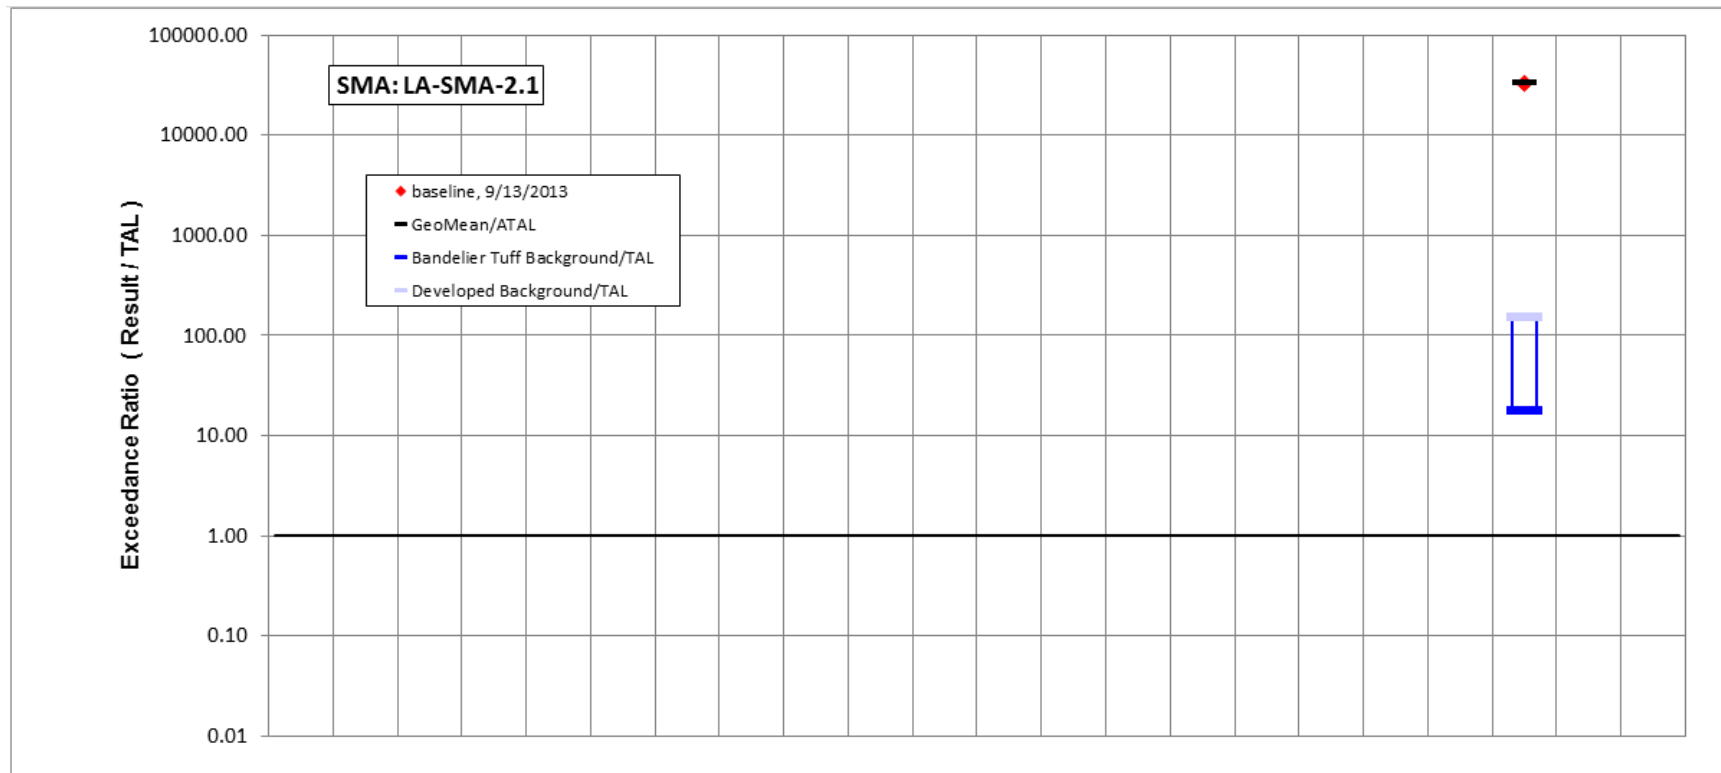 100000.00
SMA: LA-SMA-2.1
10000.00
baseline, 9/13/2013
GeoMean/ATAL
1000.00
Bandelier Tuff Background/TAL
Developed Background/TAL
100.00
10.00
1.00
0.10
0.01
Exceedance Ratio ( Result / TAL )